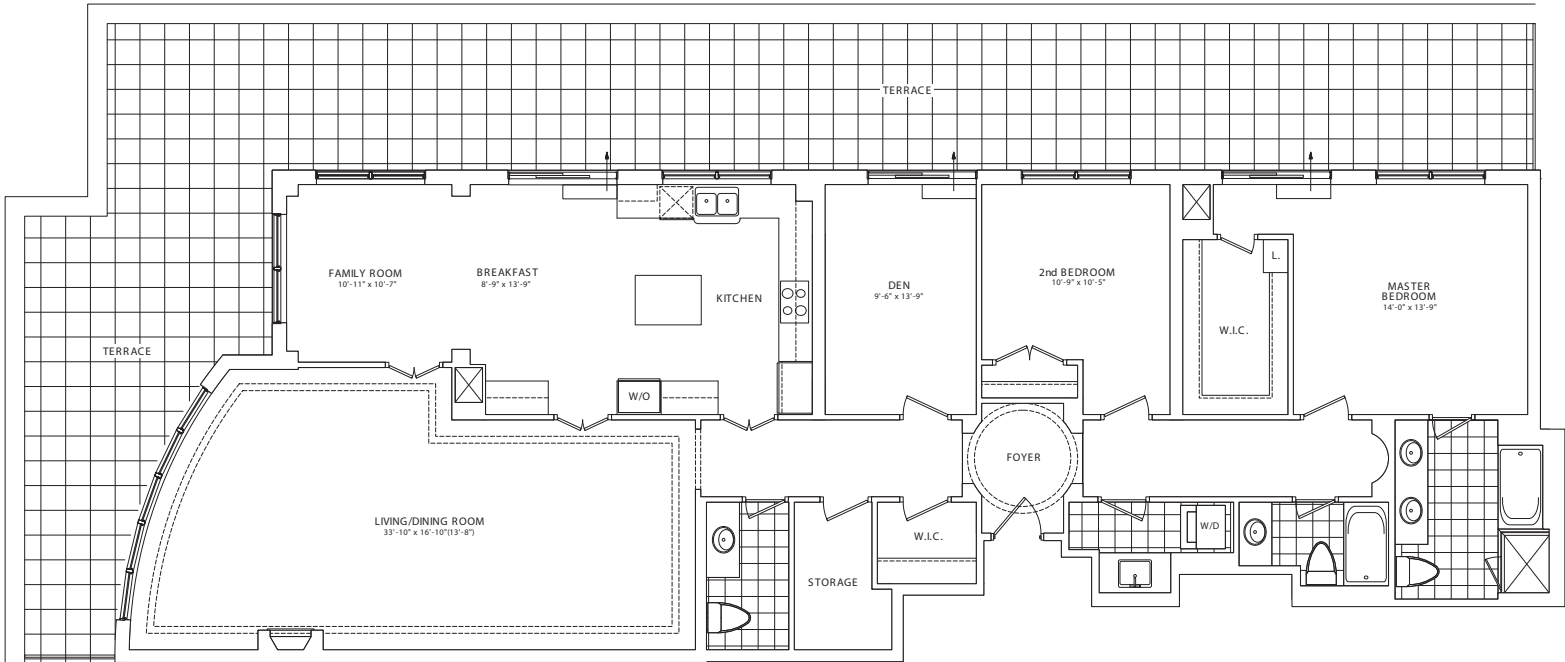 TERRACE
FAMILY ROOM
10'-11" x 10'-7"
BREAKFAST
8'-9" x 13'-9"
KITCHEN
DEN
9'-6" x 13'-9"
2nd BEDROOM
10'-9" x 10'-5"
L.
W.I.C.
MASTER
BEDROOM
14'-0" x 13'-9"
TERRACE
W/O
FOYER
LIVING/DINING ROOM
33'-10" x 16'-10"(13'-8")
W.I.C.
W/D
STORAGE